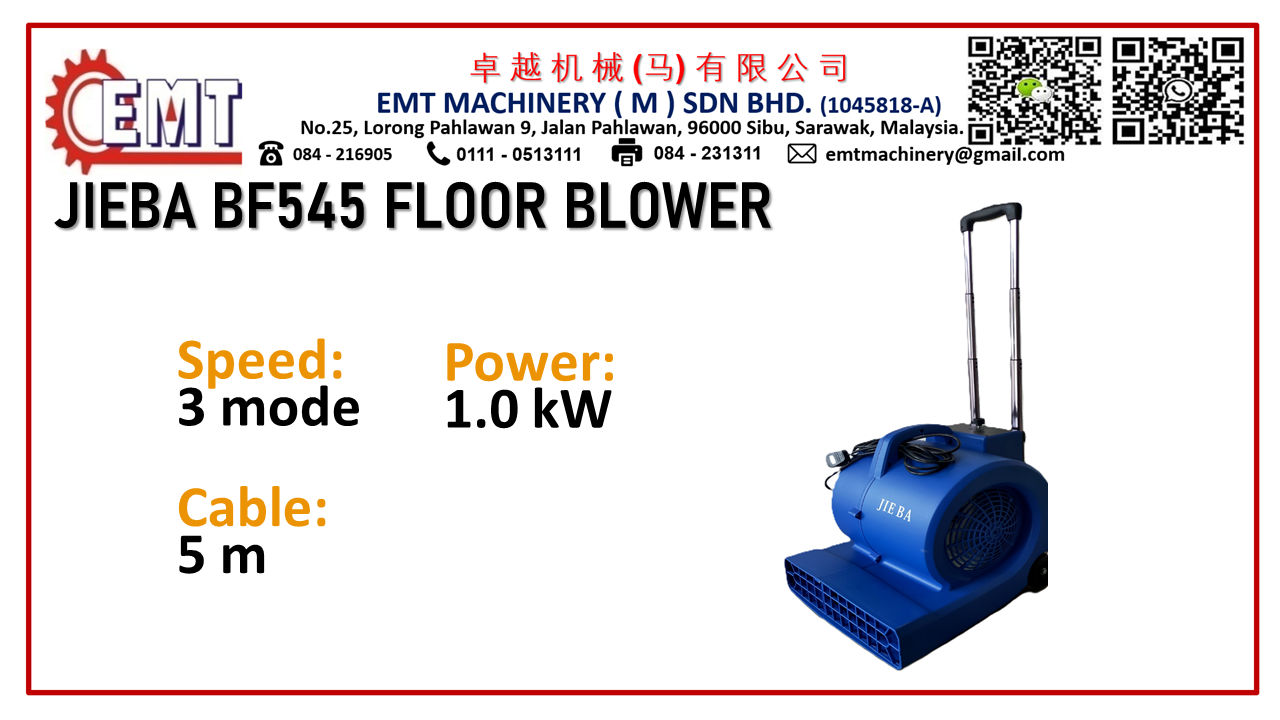 EMT
卓越机械(马)有限公司
EMT MACHINERY ( M ) SDN BHD. (1045818-A)
No.25, Lorong Pahlawan 9, Jalan Pahlawan, 96000 Sibu, Sarawak, Malaysia.
084 - 216905 0111 - 0513111 084 - 231311 emtmachinery@gmail.com
JIEBA BF545 FLOOR BLOWER
Speed: Power:
3 mode 1.0 kW
Cable:
5 m
JIEBA